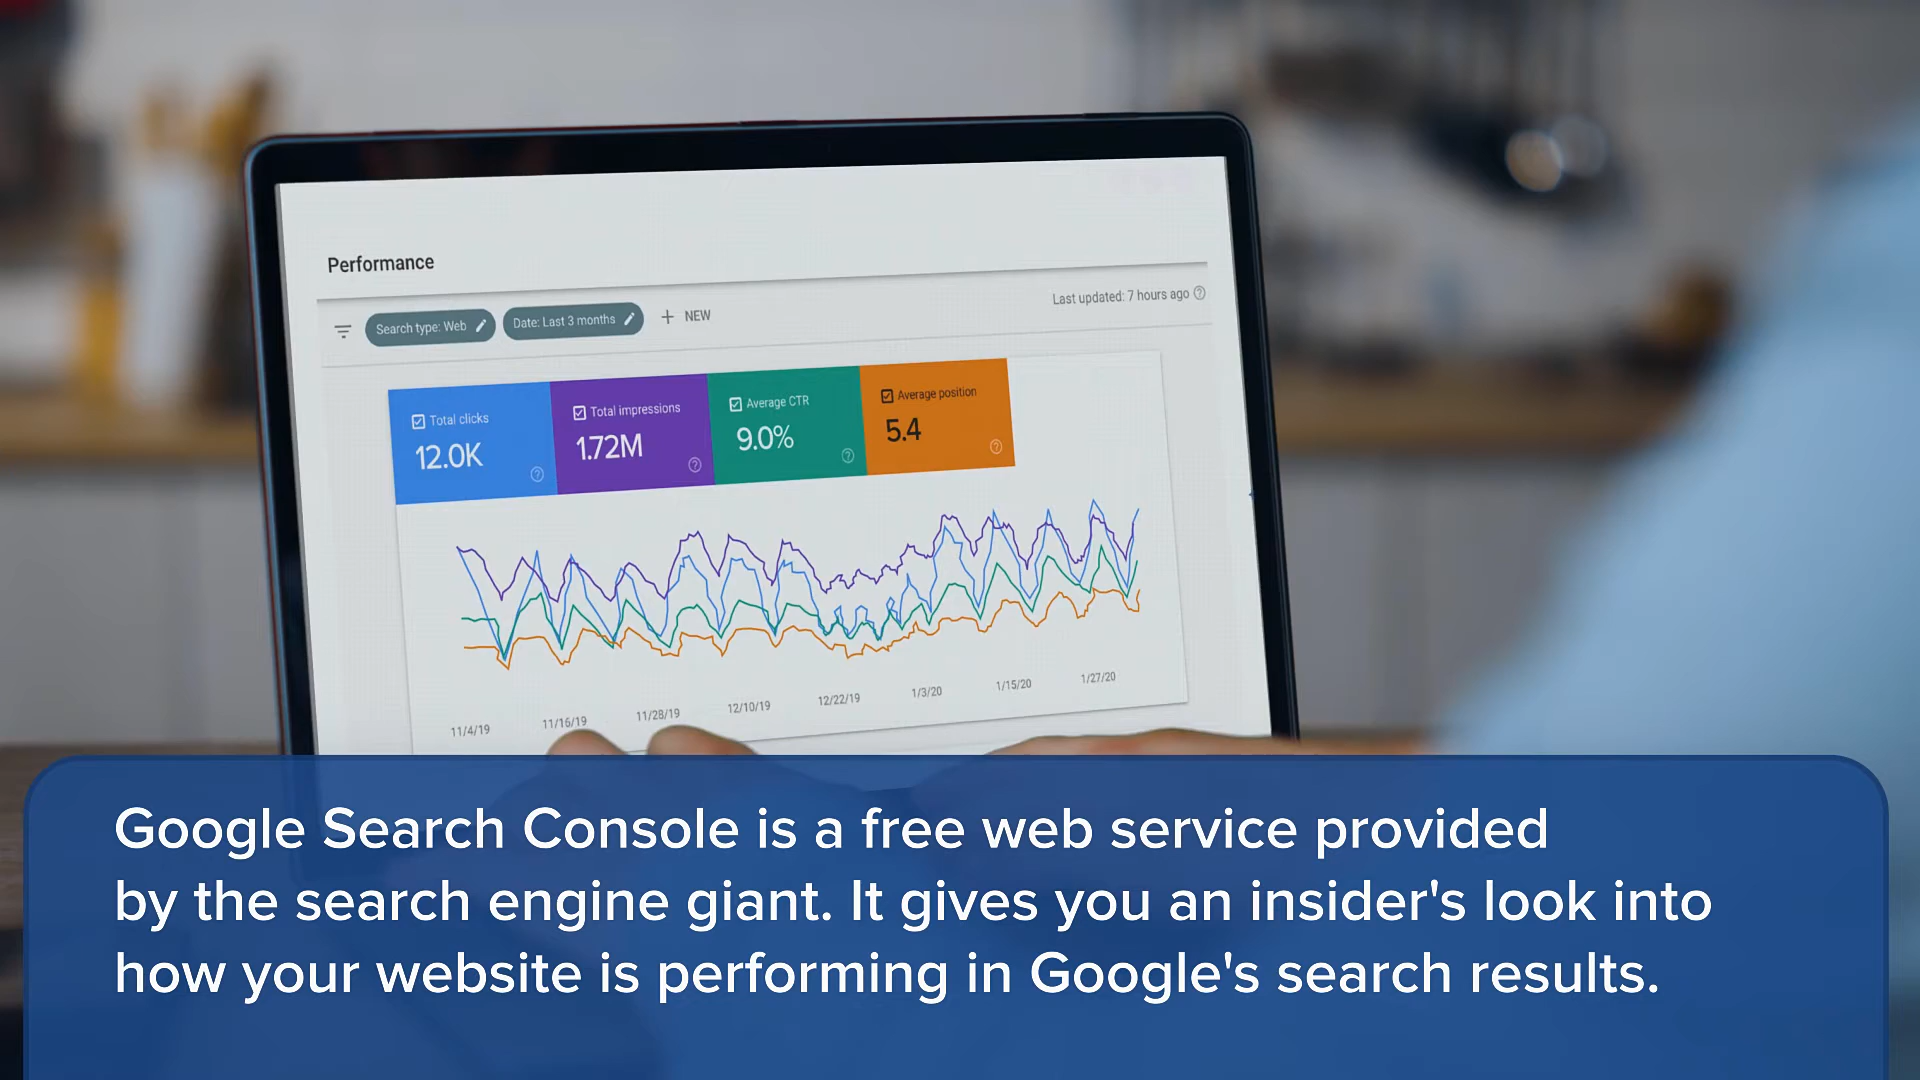 Performance
Search type: Web
Date: Last 3 months
+ NEW
Last updated: 7 hours ago
Total clicks
12.0K
Total impressions
1.72M
Average CTR
9.0%
Average position
5.4
11/4/19
11/16/19
11/28/19
12/10/19
12/22/19
1/3/20
1/15/20
1/27/20
Google Search Console is a free web service provided
by the search engine giant. It gives you an insider's look into
how your website is performing in Google's search results.